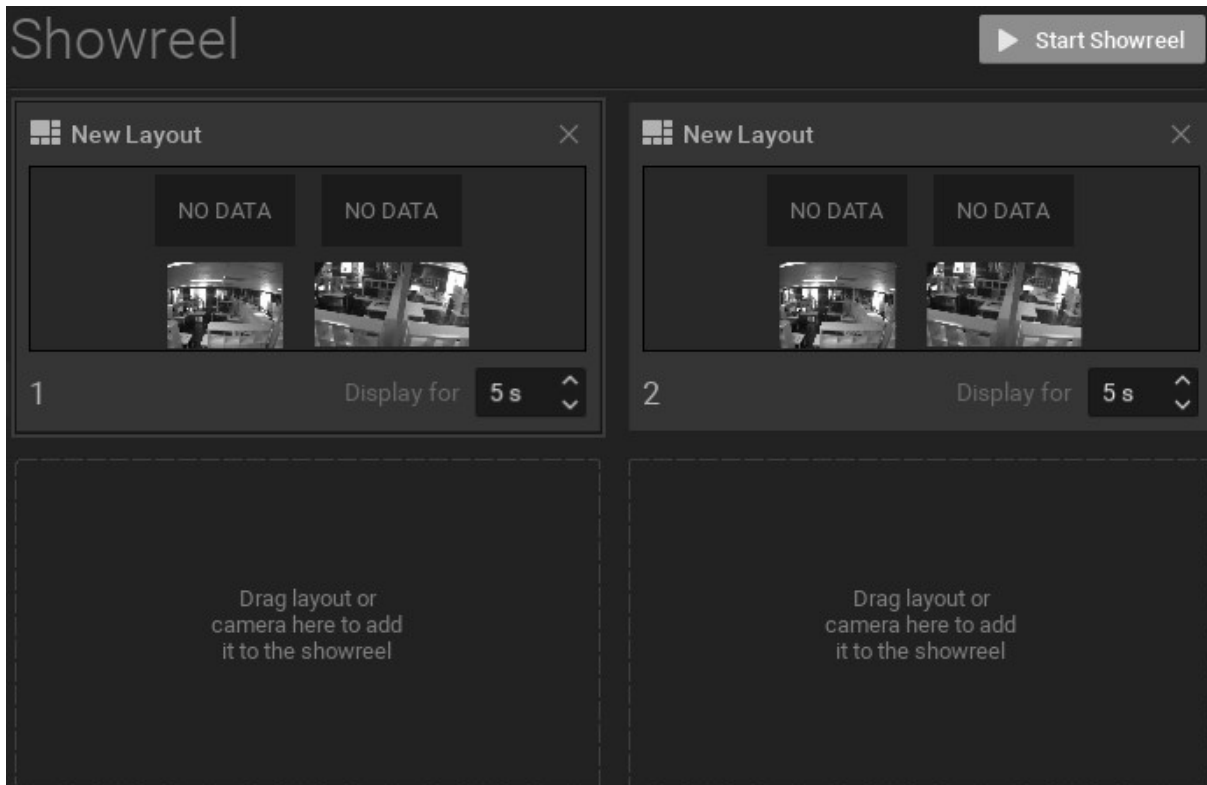 Showreel
Start Showreel
New Layout
NO DATA NO DATA
1 Display for 5 s
New Layout
NO DATA NO DATA
2 Display for 5 s
Drag layout or
camera here to add
it to the showreel
Drag layout or
camera here to add
it to the showreel